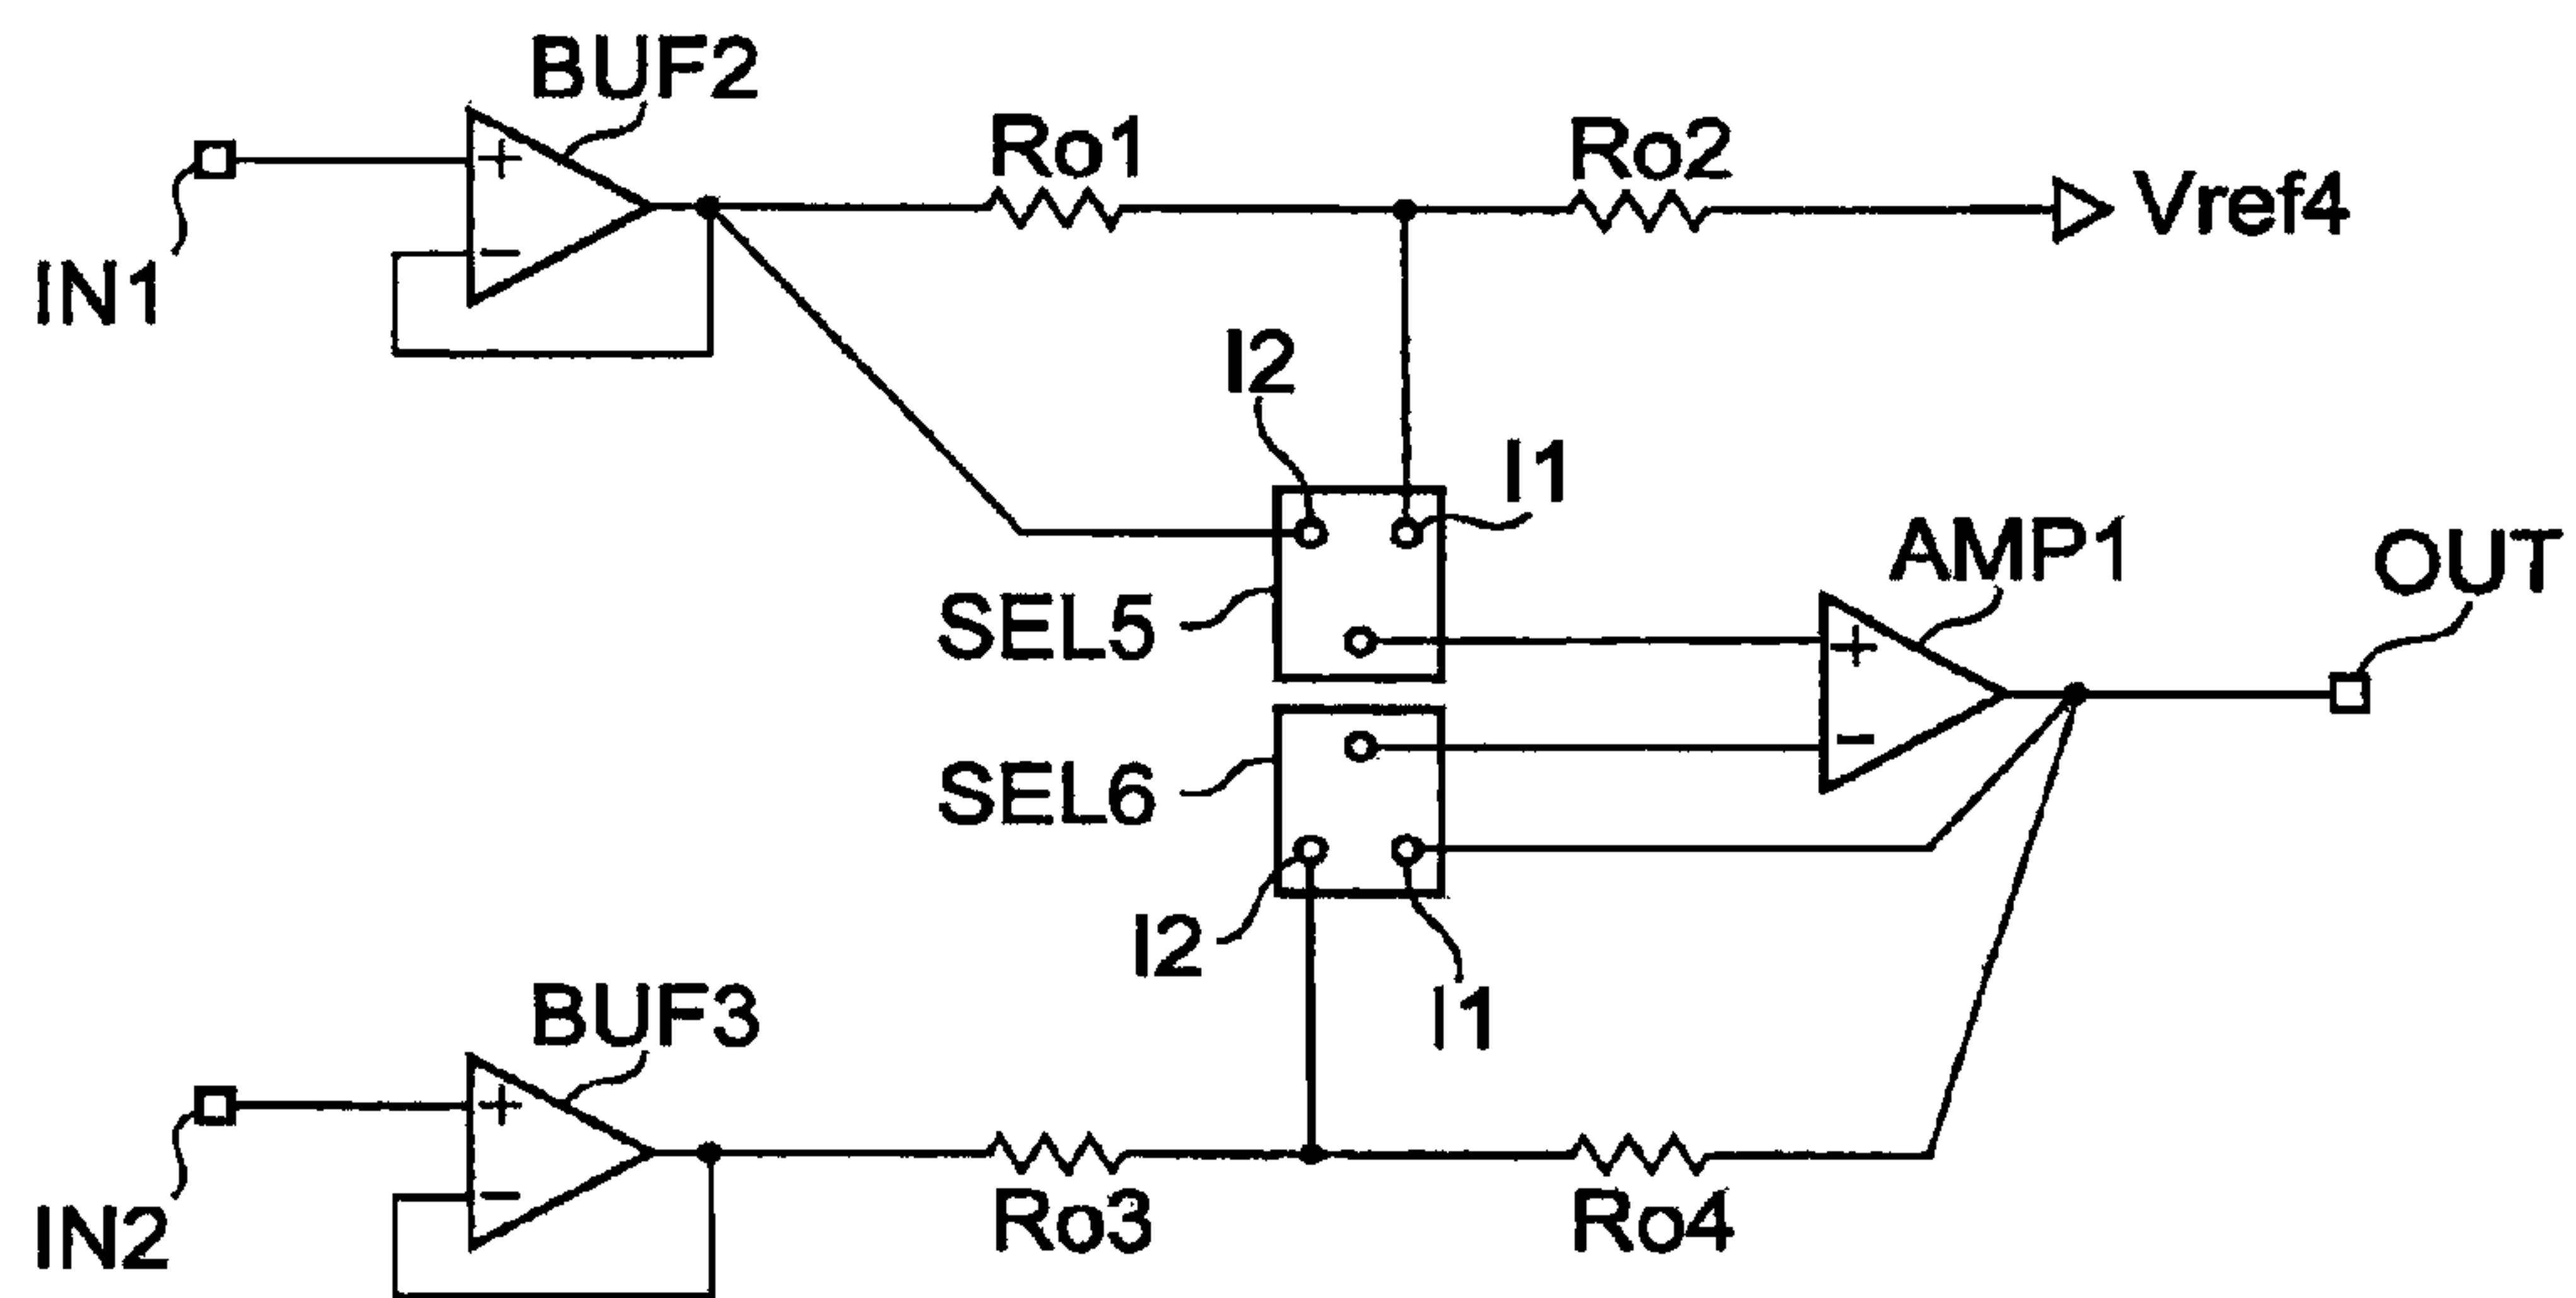 BUF2
Ro1
Ro2
Vref4
+
−
IN1
I2
I1
SEL5
AMP1
OUT
+
−
SEL6
I2
I1
BUF3
IN2
+
−
Ro3
Ro4